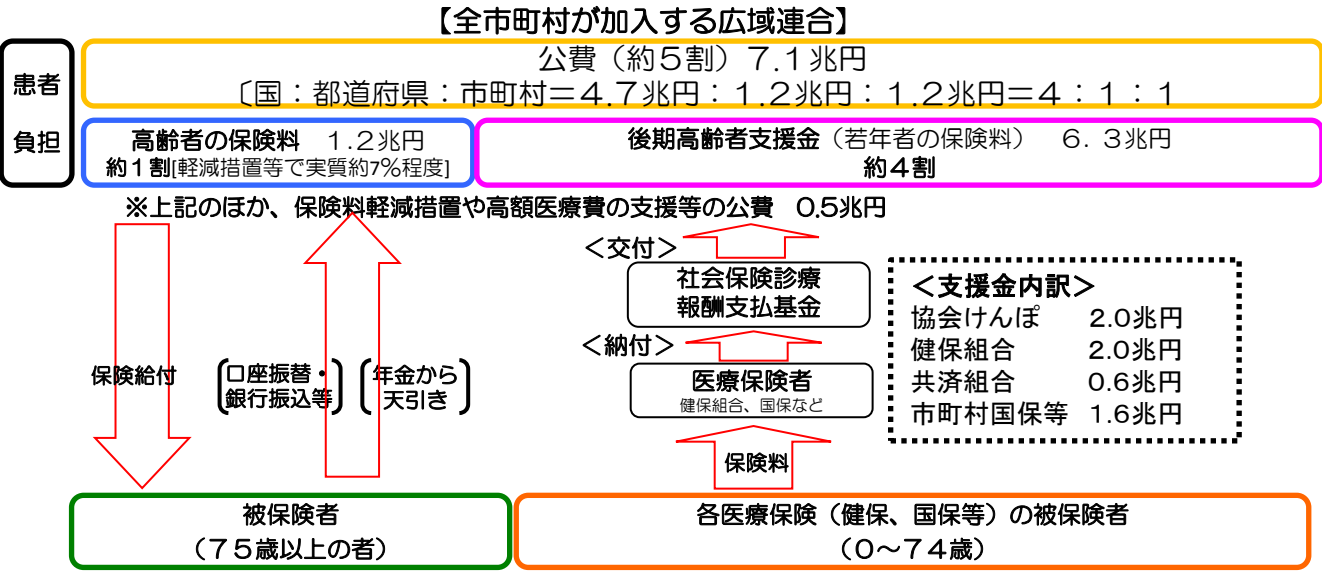 【全市町村が加入する広域連合】
患者
負担
公費（約５割）７.１兆円
〔国：都道府県：市町村＝４.７兆円：１.２兆円：１.２兆円＝４：１：１
高齢者の保険料　１.２兆円
約１割[軽減措置等で実質約7%程度]
後期高齢者支援金（若年者の保険料）　６. ３兆円
約４割
※上記のほか、保険料軽減措置や高額医療費の支援等の公費　0.5兆円
＜交付＞
社会保険診療
報酬支払基金
＜納付＞
医療保険者
健保組合、国保など
保険料
＜支援金内訳＞
協会けんぽ　2.0兆円
健保組合　2.0兆円
共済組合　0.6兆円
市町村国保等　1.6兆円
保険給付
口座振替・
銀行振込等
年金から
天引き
被保険者
（７５歳以上の者）
各医療保険（健保、国保等）の被保険者
（０～７４歳）